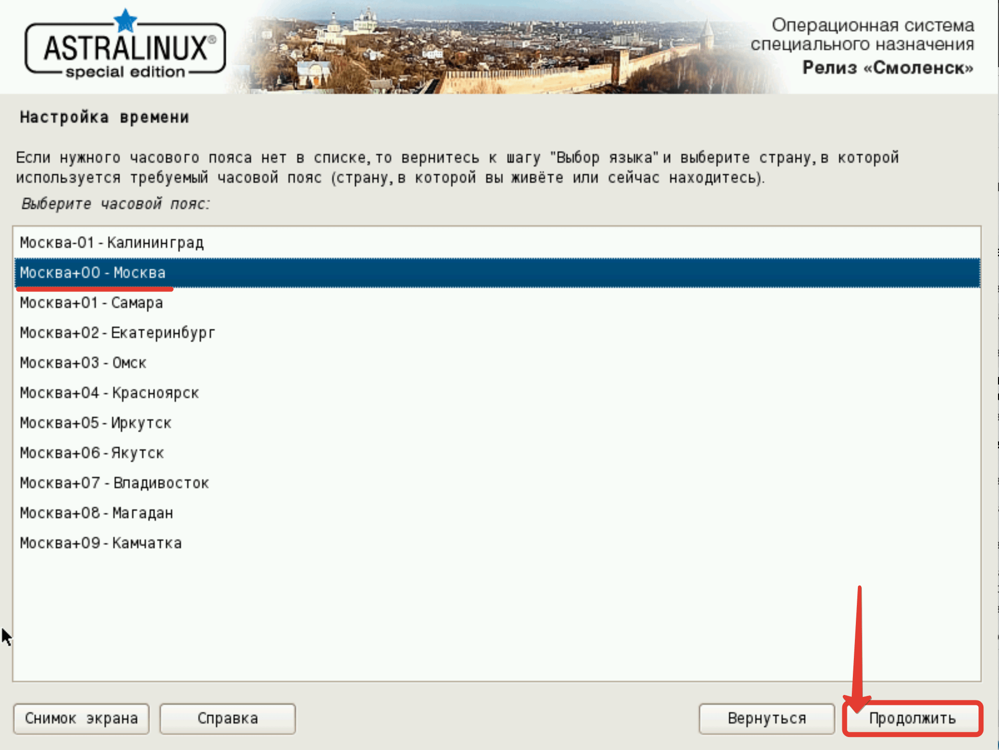 ASTRALINUX®
special edition
Операционная система
специального назначения
Релиз «Смоленск»
Настройка времени
Если нужного часового пояса нет в списке, то вернитесь к шагу "Выбор языка" и выберите страну, в которой
используется требуемый часовой пояс (страну, в которой вы живёте или сейчас находитесь).
Выберите часовой пояс:
Москва-01 - Калининград
Москва+00 - Москва
Москва+01 - Самара
Москва+02 - Екатеринбург
Москва+03 - Омск
Москва+04 - Красноярск
Москва+05 - Иркутск
Москва+06 - Якутск
Москва+07 - Владивосток
Москва+08 - Магадан
Москва+09 - Камчатка
Снимок экрана
Справка
Вернуться
Продолжить